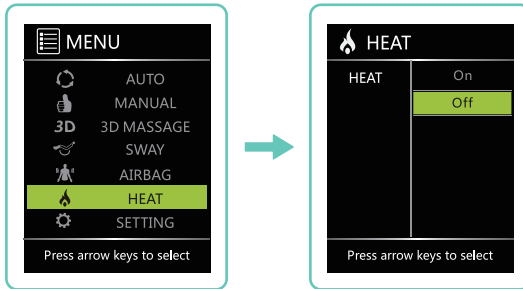 MENU
AUTO
MANUAL
3D 3D MASSAGE
SWAY
AIRBAG
HEAT
SETTING
Press arrow keys to select
HEAT
HEAT On
Off
Press arrow keys to select